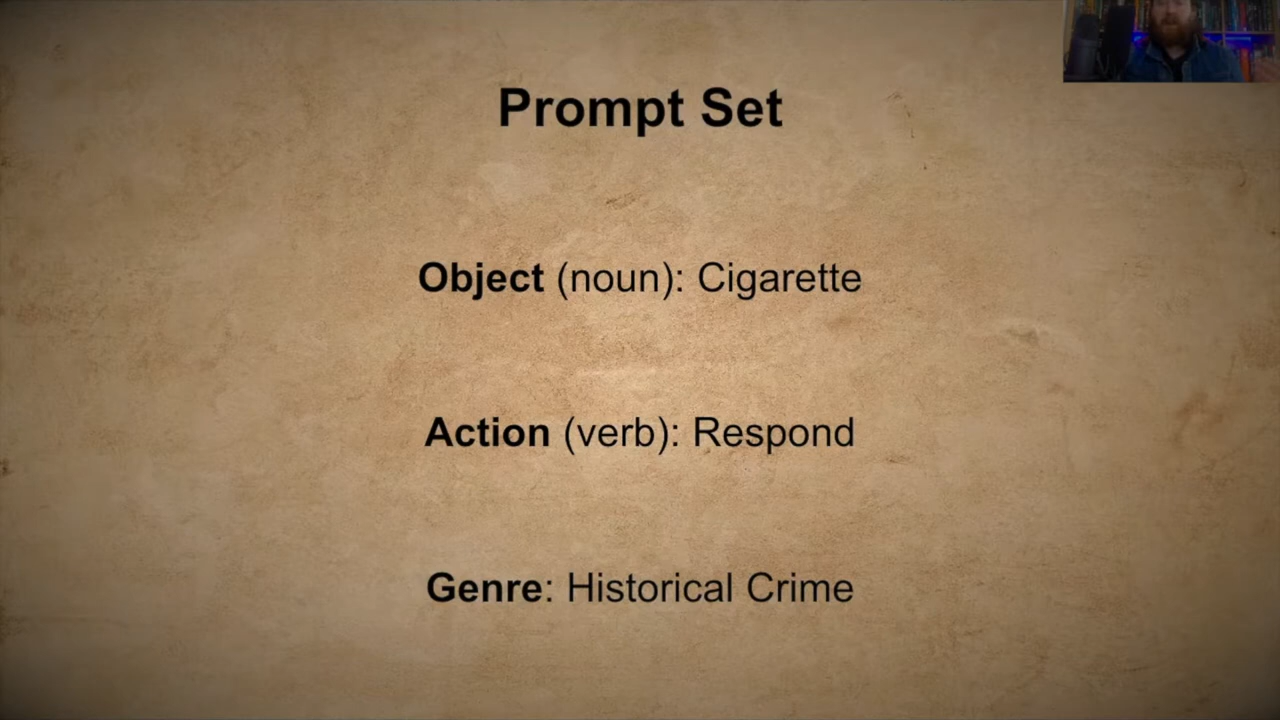 Prompt Set
Object (noun): Cigarette
Action (verb): Respond
Genre: Historical Crime